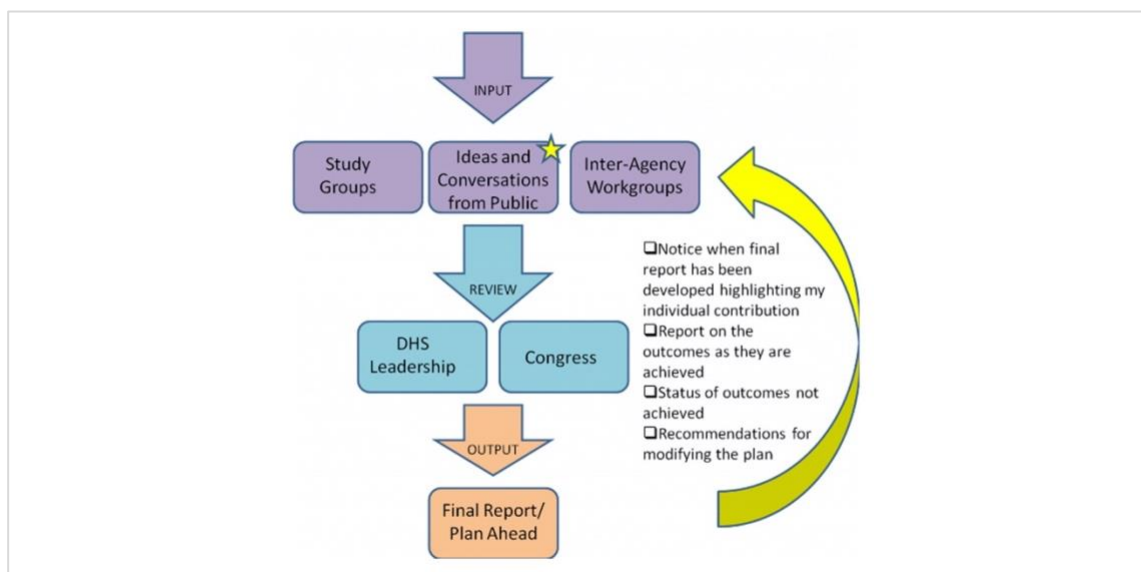 INPUT
Study
Groups
Ideas and
Conversations
from Public
Inter-Agency
Workgroups
REVIEW
DHS
Leadership
Congress
❑Notice when final
report has been
developed highlighting my
individual contribution
❑Report on the
outcomes as they are
achieved
❑Status of outcomes not
achieved
❑Recommendations for
modifying the plan
OUTPUT
Final Report/
Plan Ahead